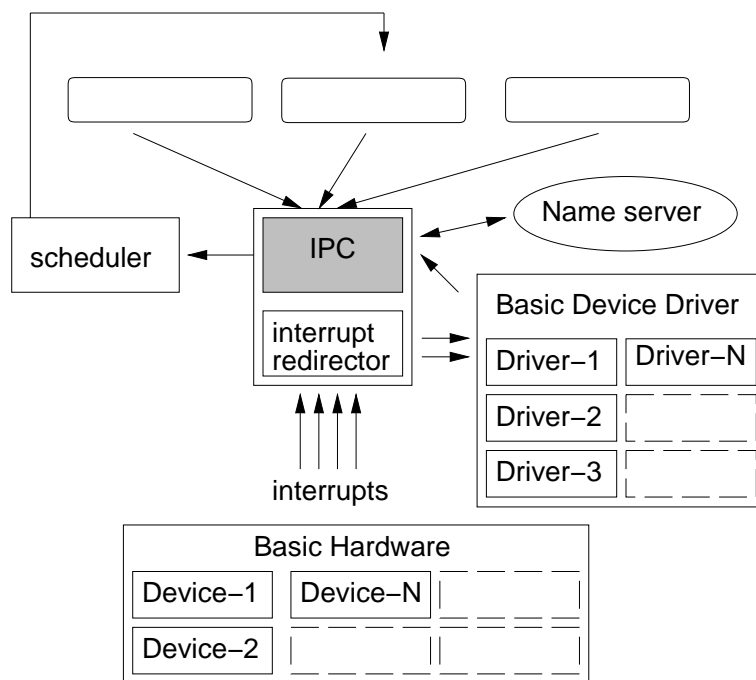 Name server
IPC
scheduler
Basic Device Driver
interrupt
redirector
Driver−1
Driver−N
Driver−2
Driver−3
interrupts
Basic Hardware
Device−1
Device−N
Device−2